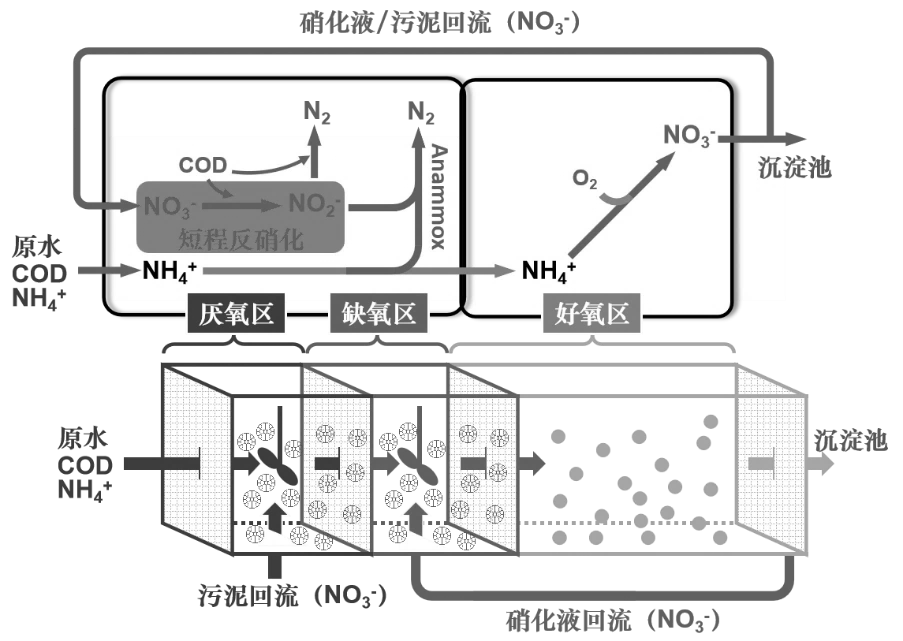 硝化液/污泥回流（NO₃⁻）
N₂
N₂
COD
NO₃⁻
NO₂⁻
短程反硝化
Anammox
NO₃⁻
O₂
沉淀池
原水
COD
NH₄⁺
NH₄⁺
NH₄⁺
厌氧区
缺氧区
好氧区
原水
COD
NH₄⁺
沉淀池
污泥回流（NO₃⁻）
硝化液回流（NO₃⁻）